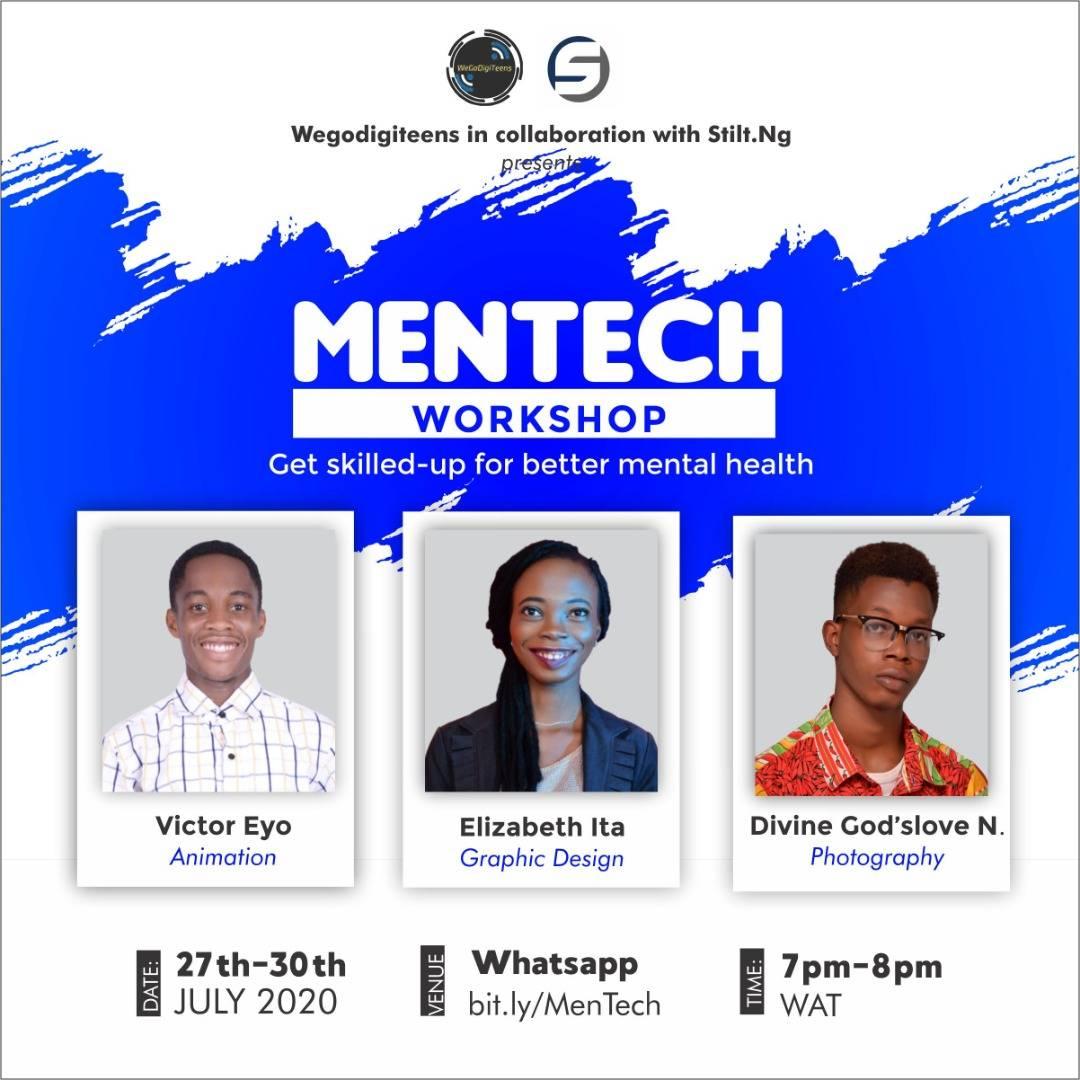 WeGoDigiTeens
Wegodigiteens in collaboration with Stilt.Ng
presents
MENTECH
WORKSHOP
Get skilled-up for better mental health
Victor Eyo
Animation
Elizabeth Ita
Graphic Design
Divine God'slove N.
Photography
DATE:
27th-30th
JULY 2020
VENUE
Whatsapp
bit.ly/MenTech
TIME:
7pm-8pm
WAT